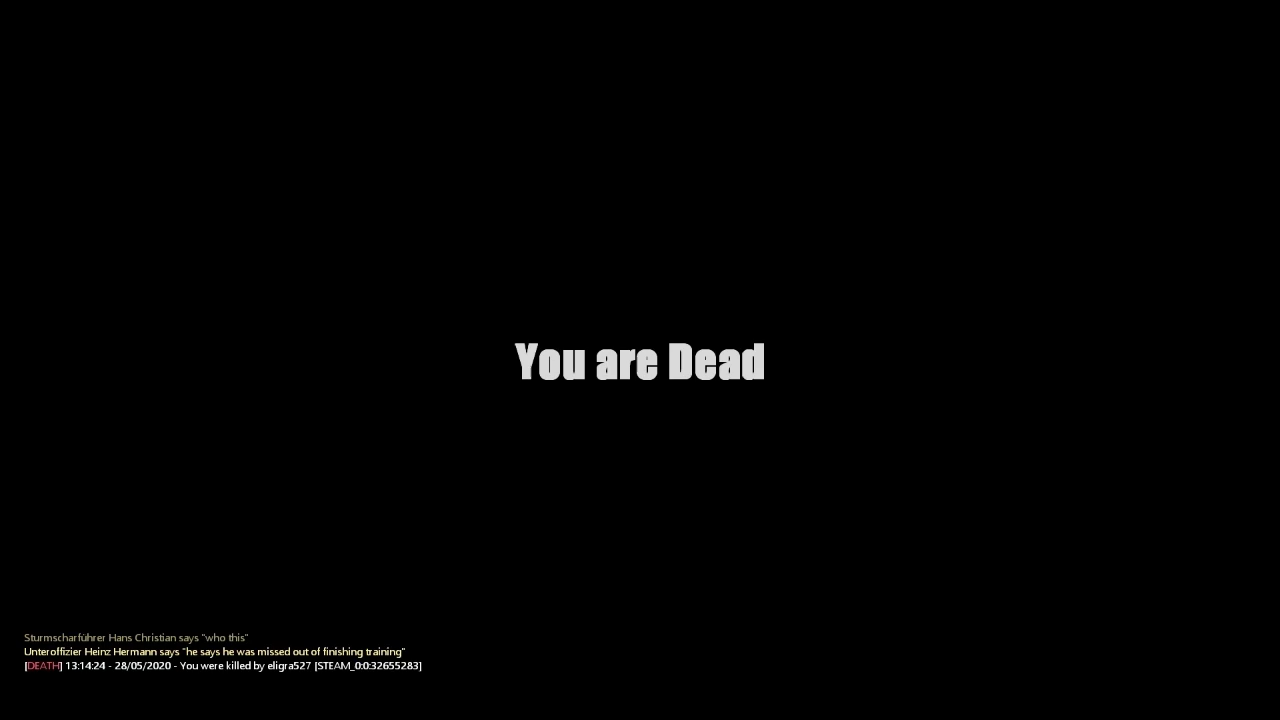 You are Dead
Sturmscharführer Hans Christian says "who this"
Unteroffizier Heinz Hermann says "he says he was missed out of finishing training"
[DEATH] 13:14:24 - 28/05/2020 - You were killed by eligra527 [STEAM_0:0:32655283]